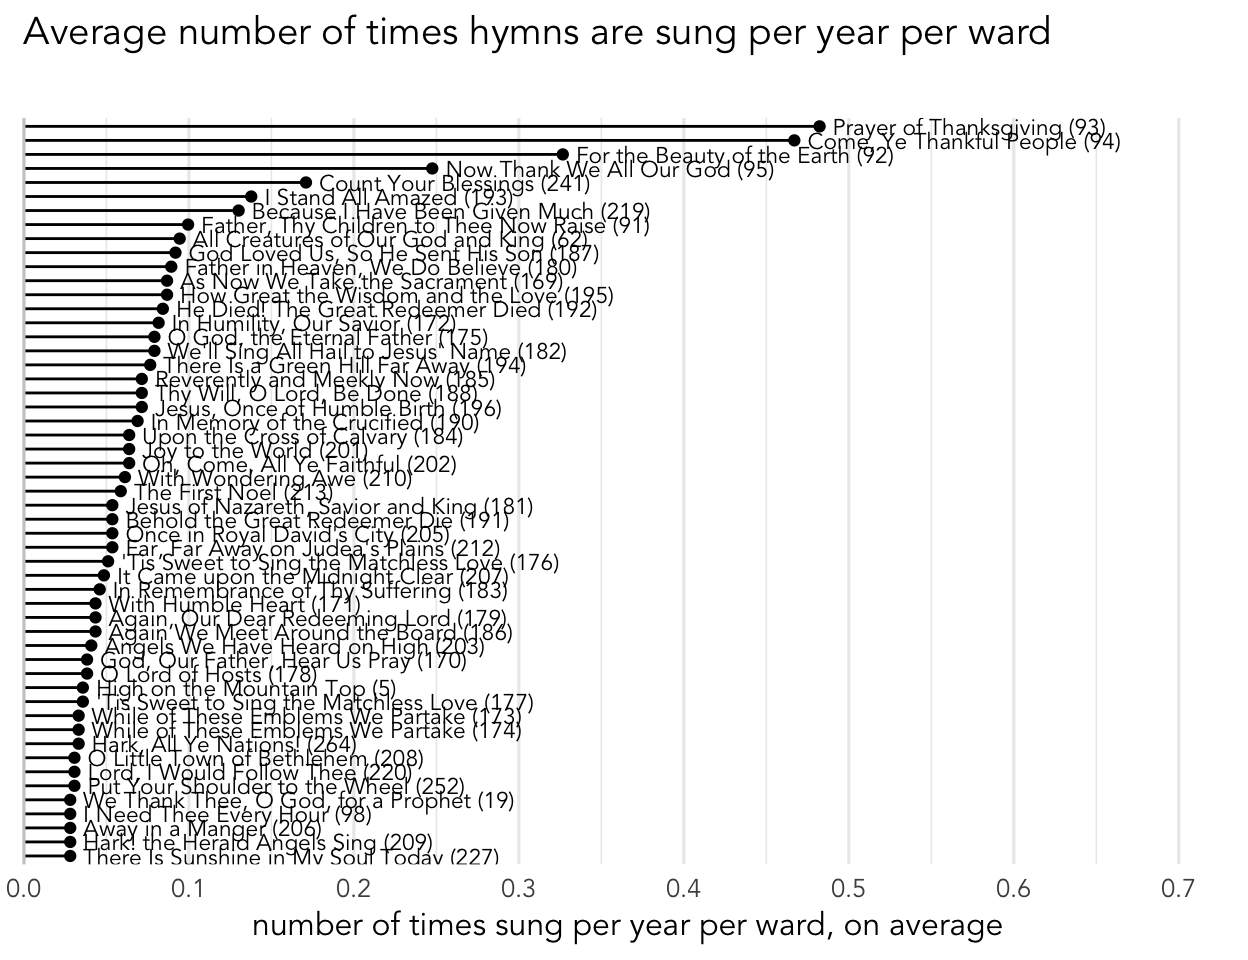 Average number of times hymns are sung per year per ward
Prayer of Thanksgiving (93)
Come, Ye Thankful People (94)
For the Beauty of the Earth (92)
Now Thank We All Our God (95)
Count Your Blessings (241)
I Stand All Amazed (193)
Because I Have Been Given Much (219)
Father, Thy Children to Thee Now Raise (91)
All Creatures of Our God and King (62)
God Loved Us, So He Sent His Son (187)
Father in Heaven, We Do Believe (180)
As Now We Take the Sacrament (169)
How Great the Wisdom and the Love (195)
He Died! The Great Redeemer Died (192)
In Humility, Our Savior (172)
O God, the Eternal Father (175)
We'll Sing All Hail to Jesus' Name (182)
There Is a Green Hill Far Away (194)
Reverently and Meekly Now (185)
Thy Will, O Lord, Be Done (188)
Jesus, Once of Humble Birth (196)
In Memory of the Crucified (190)
Upon the Cross of Calvary (184)
Joy to the World (201)
Oh, Come, All Ye Faithful (202)
With Wondering Awe (210)
The First Noel (213)
Jesus of Nazareth, Savior and King (181)
Behold the Great Redeemer Die (191)
Once in Royal David's City (205)
Far, Far Away on Judea's Plains (212)
'Tis Sweet to Sing the Matchless Love (176)
It Came upon the Midnight Clear (207)
In Remembrance of Thy Suffering (183)
With Humble Heart (171)
Again, Our Dear Redeeming Lord (179)
Again We Meet Around the Board (186)
Angels We Have Heard on High (203)
God, Our Father, Hear Us Pray (170)
O Lord of Hosts (178)
High on the Mountain Top (5)
'Tis Sweet to Sing the Matchless Love (177)
While of These Emblems We Partake (173)
While of These Emblems We Partake (174)
Hark, All Ye Nations! (264)
O Little Town of Bethlehem (208)
Lord, I Would Follow Thee (220)
Put Your Shoulder to the Wheel (252)
We Thank Thee, O God, for a Prophet (19)
I Need Thee Every Hour (98)
Away in a Manger (206)
Hark! the Herald Angels Sing (209)
There Is Sunshine in My Soul Today (227)
0.0 0.1 0.2 0.3 0.4 0.5 0.6 0.7
number of times sung per year per ward, on average